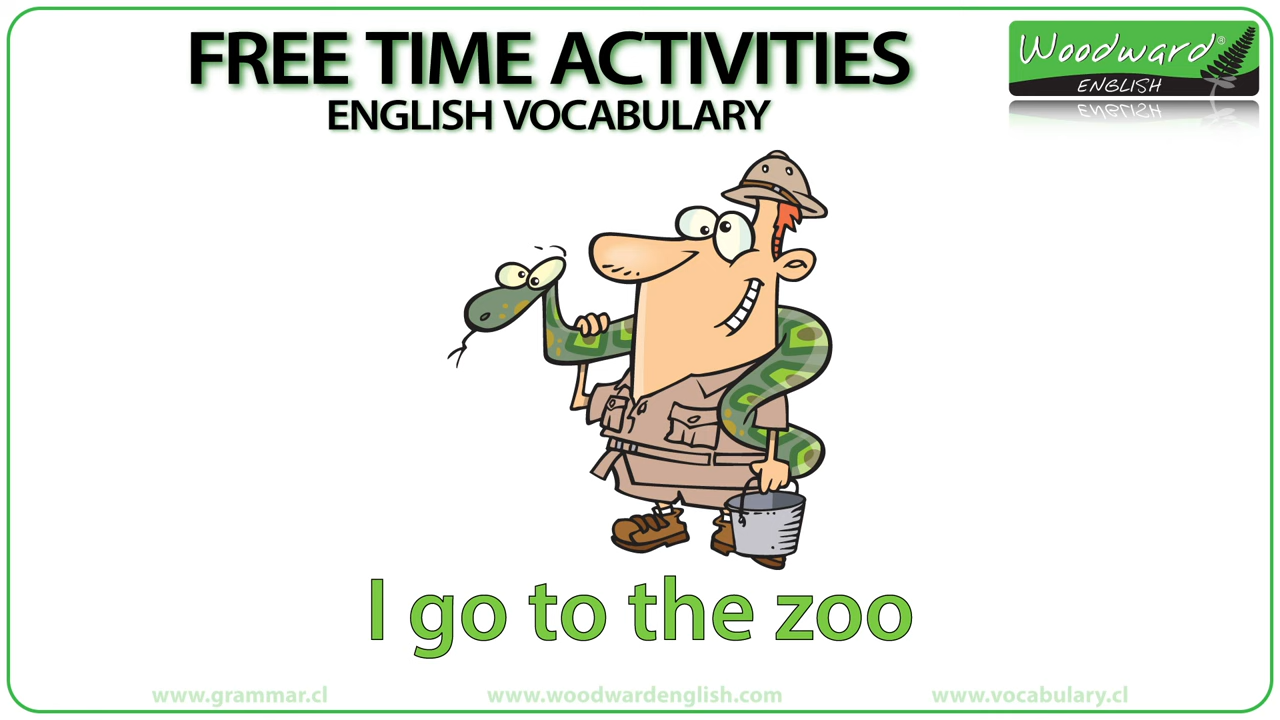 FREE TIME ACTIVITIES
ENGLISH VOCABULARY
Woodward®
ENGLISH
I go to the zoo
www.grammar.cl
www.woodwardenglish.com
www.vocabulary.cl